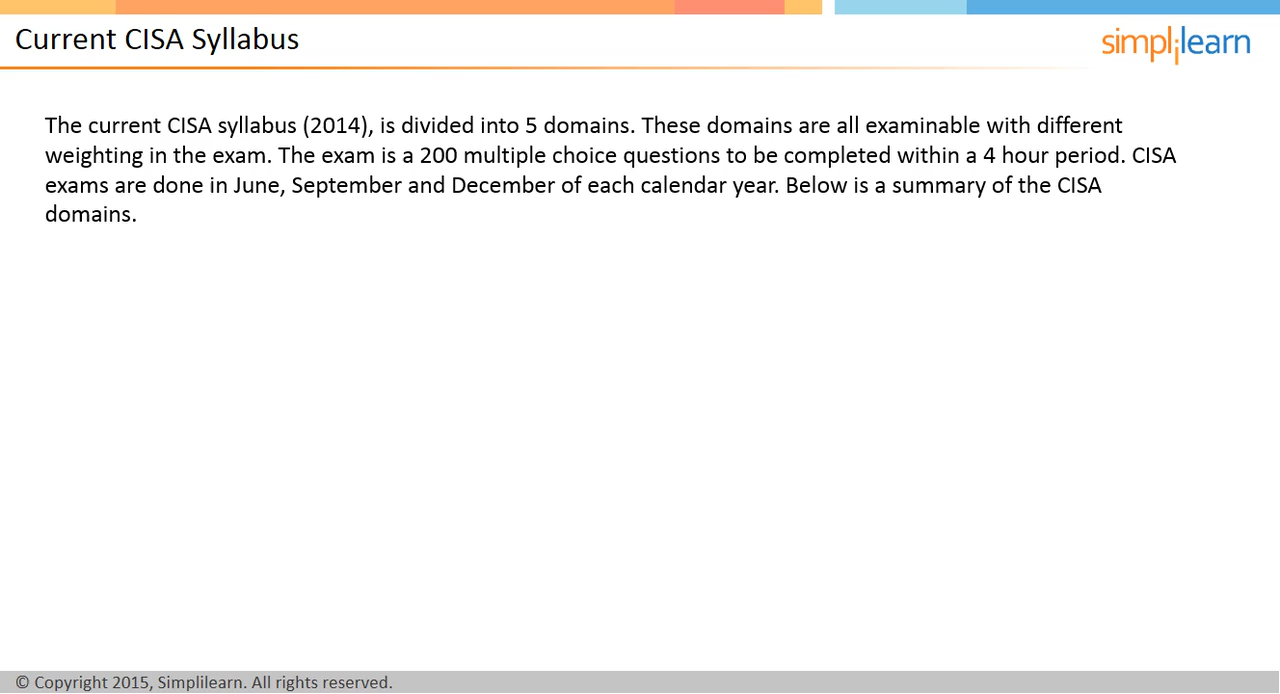 Current CISA Syllabus
simplilearn
The current CISA syllabus (2014), is divided into 5 domains. These domains are all examinable with different
weighting in the exam. The exam is a 200 multiple choice questions to be completed within a 4 hour period. CISA
exams are done in June, September and December of each calendar year. Below is a summary of the CISA
domains.
© Copyright 2015, Simplilearn. All rights reserved.